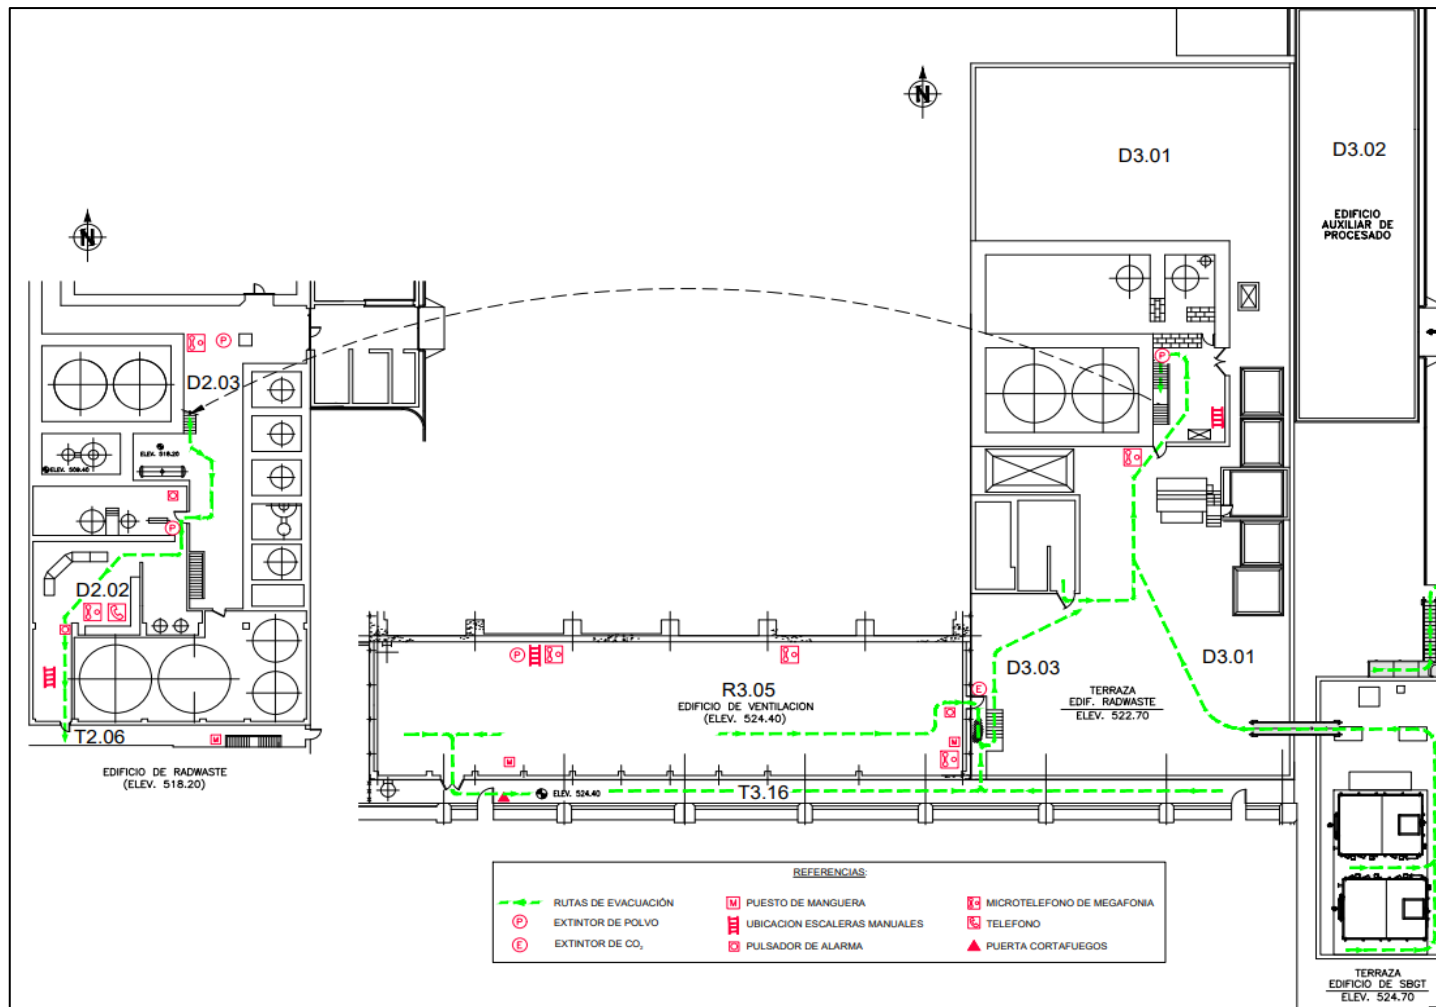 N
D3.01
D3.02
EDIFICIO
AUXILIAR DE
PROCESADO
N
P
D2.03
P
ELEV. 518.20
ELEV. 509.40
P
D2.02
T2.06
M
EDIFICIO DE RADWASTE
(ELEV. 518.20)
P
R3.05
EDIFICIO DE VENTILACION
(ELEV. 524.40)
M
M
E
D3.03
D3.01
TERRAZA
EDIF. RADWASTE
ELEV. 522.70
ELEV. 524.40
T3.16
REFERENCIAS:
RUTAS DE EVACUACIÓN
P EXTINTOR DE POLVO
E EXTINTOR DE CO₂
M PUESTO DE MANGUERA
UBICACION ESCALERAS MANUALES
PULSADOR DE ALARMA
MICROTELEFONO DE MEGAFONIA
TELEFONO
PUERTA CORTAFUEGOS
TERRAZA
EDIFICIO DE SBGT
ELEV. 524.70